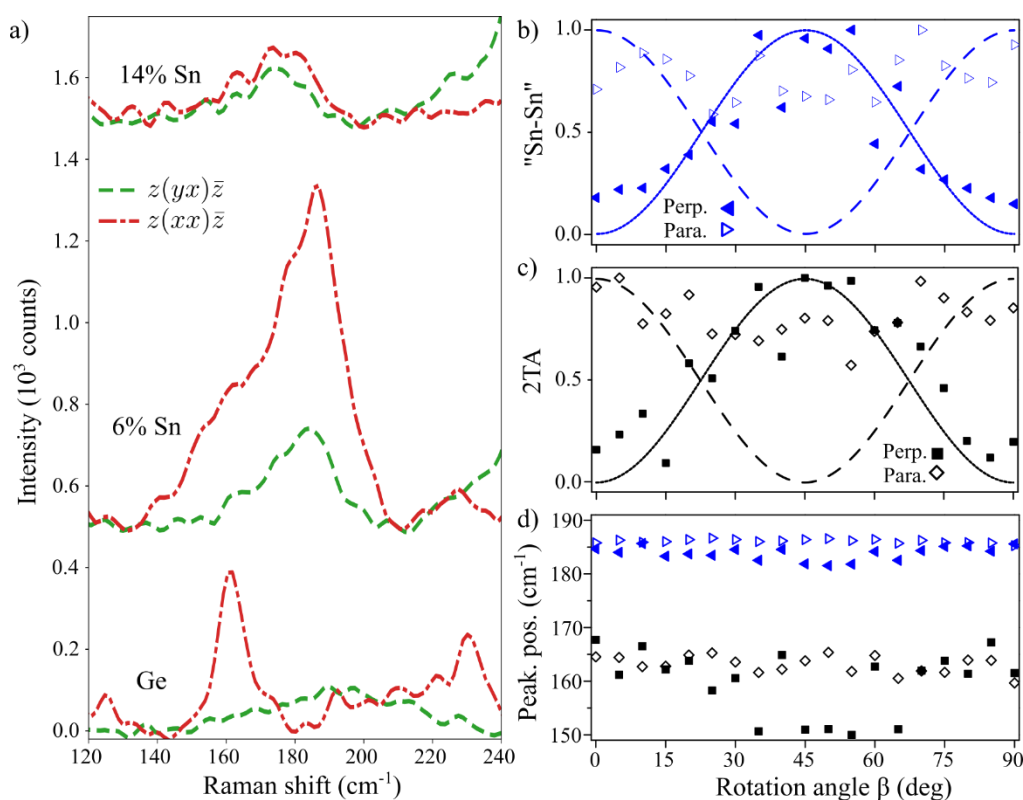 a)
14% Sn
z(yx)z̄
z(xx)z̄
6% Sn
Ge
Intensity (10³ counts)
0.0
0.2
0.4
0.6
0.8
1.0
1.2
1.4
1.6
120 140 160 180 200 220 240
Raman shift (cm⁻¹)
b)
"Sn-Sn"
1.0
0.5
0.0
Perp.
Para.
c)
2TA
1.0
0.5
0.0
Perp.
Para.
d)
Peak. pos. (cm⁻¹)
190
180
170
160
150
0 15 30 45 60 75 90
Rotation angle β (deg)